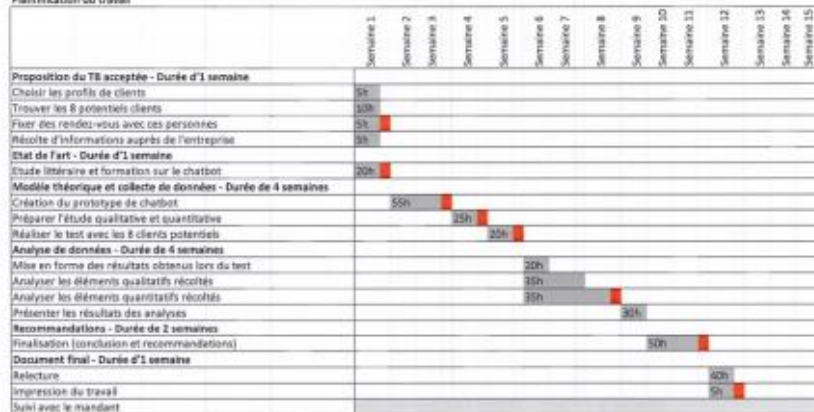 Planification du travail
Semaine 1 Semaine 2 Semaine 3 Semaine 4 Semaine 5 Semaine 6 Semaine 7 Semaine 8 Semaine 9 Semaine 10 Semaine 11 Semaine 12 Semaine 13 Semaine 14 Semaine 15
Proposition du TB acceptée - Durée d'1 semaine
Choisir les profils de clients 5h
Trouver les 8 potentiels clients 10h
Fixer des rendez-vous avec ces personnes 5h
Récolte d'informations auprès de l'entreprise 5h
Etat de l'art - Durée d'1 semaine
Etude littéraire et formation sur le chatbot 20h
Modèle théorique et collecte de données - Durée de 4 semaines
Création du prototype de chatbot 55h
Préparer l'étude qualitative et quantitative 25h
Réaliser le test avec les 8 clients potentiels 20h
Analyse de données - Durée de 4 semaines
Mise en forme des résultats obtenus lors du test 20h
Analyser les éléments qualitatifs récoltés 35h
Analyser les éléments quantitatifs récoltés 35h
Présenter les résultats des analyses 30h
Recommandations - Durée de 2 semaines
Finalisation (conclusion et recommandations) 50h
Document final - Durée d'1 semaine
Relecture 40h
Impression du travail 5h
Suivi avec le mandant